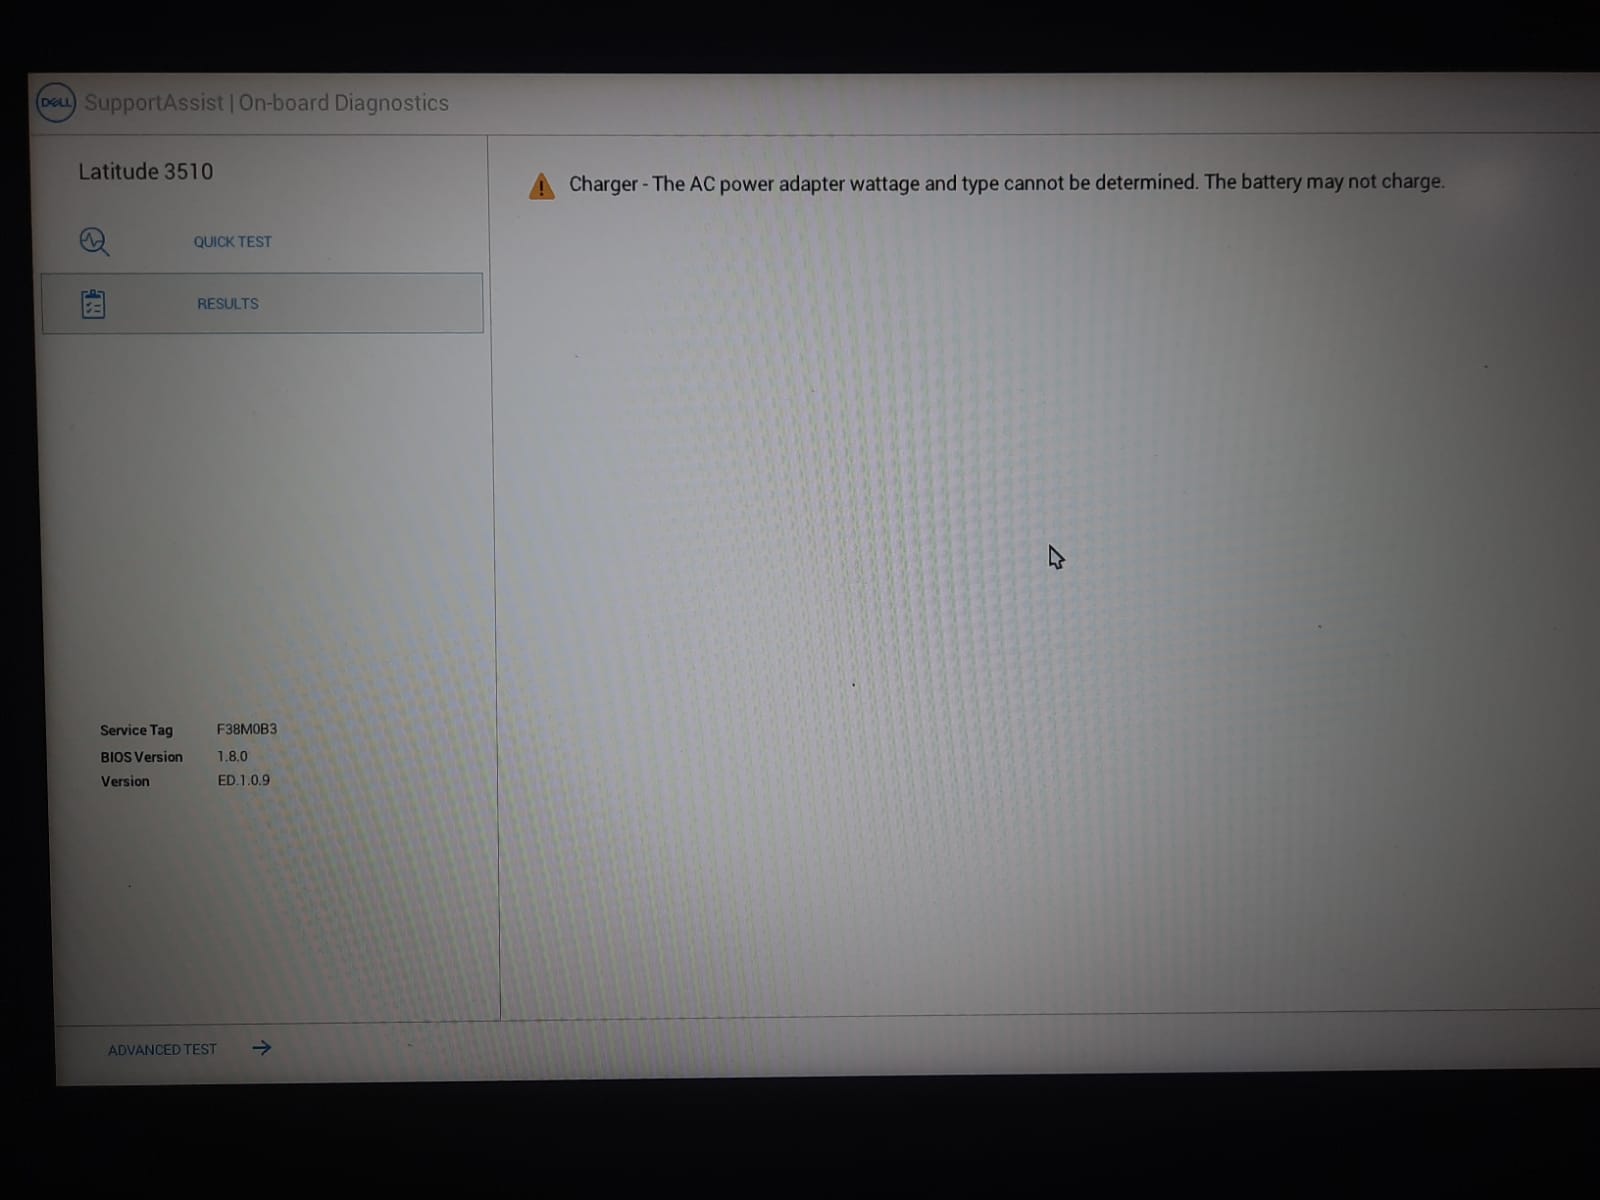 DELL SupportAssist | On-board Diagnostics
Latitude 3510
Charger - The AC power adapter wattage and type cannot be determined. The battery may not charge.
QUICK TEST
RESULTS
Service Tag F38M0B3
BIOS Version 1.8.0
Version ED.1.0.9
ADVANCED TEST